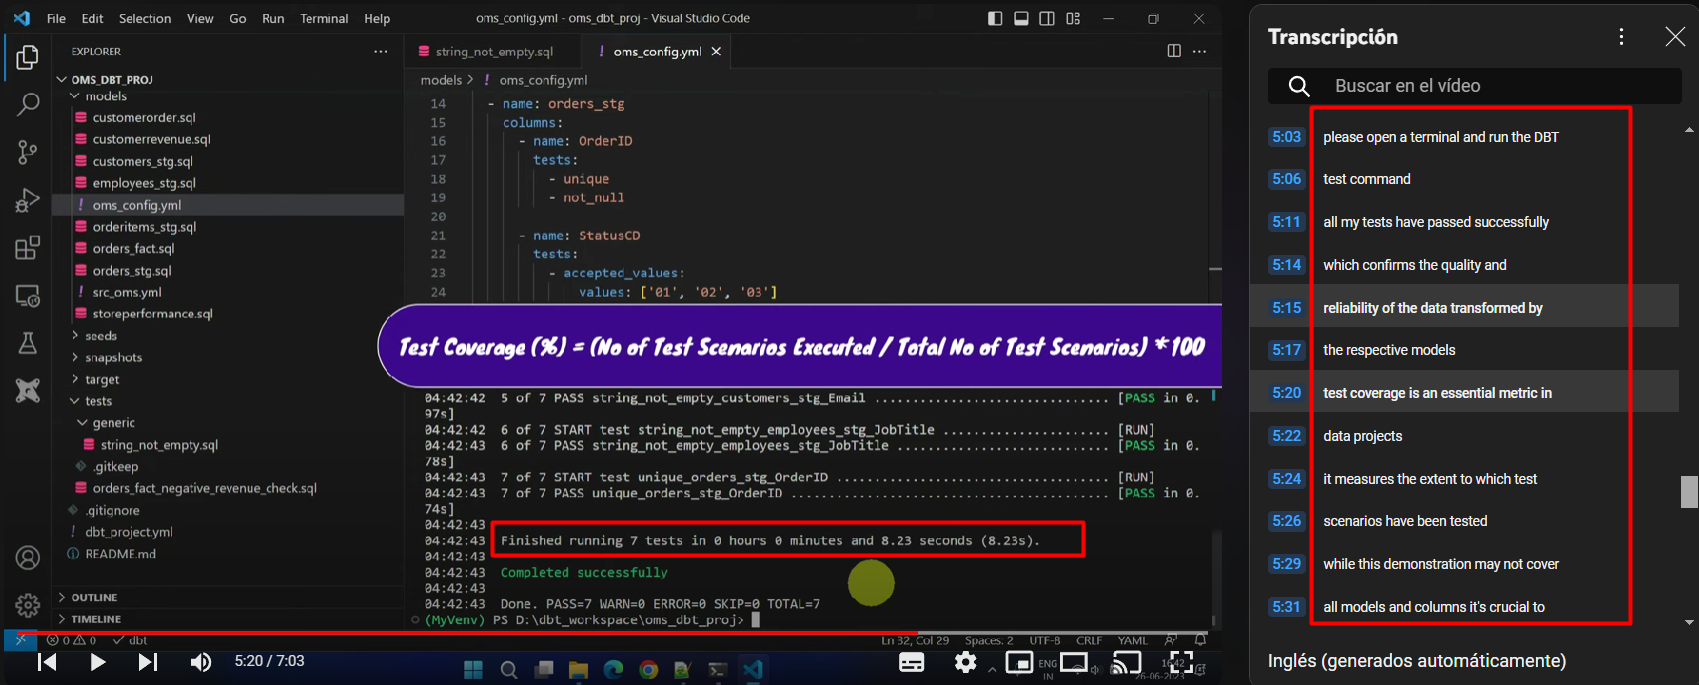 File Edit Selection View Go Run Terminal Help
oms_config.yml - oms_dbt_proj - Visual Studio Code
EXPLORER
OMS_DBT_PROJ
models
customerorder.sql
customerrevenue.sql
customers_stg.sql
employees_stg.sql
! oms_config.yml
orderitems_stg.sql
orders_fact.sql
orders_stg.sql
! src_oms.yml
storeperformance.sql
seeds
snapshots
target
tests
generic
string_not_empty.sql
.gitkeep
orders_fact_negative_revenue_check.sql
.gitignore
! dbt_project.yml
README.md
OUTLINE
TIMELINE
string_not_empty.sql
! oms_config.yml
models > ! oms_config.yml
14 - name: orders_stg
15 columns:
16 - name: OrderID
17 tests:
18 - unique
19 - not_null
20
21 - name: StatusCD
22 tests:
23 - accepted_values:
24 values: ['01', '02', '03']
Test Coverage (%) = (No of Test Scenarios Executed / Total No of Test Scenarios) *100
04:42:42 5 of 7 PASS string_not_empty_customers_stg_Email ............................... [PASS in 0.
97s]
04:42:42 6 of 7 START test string_not_empty_employees_stg_JobTitle ........................ [RUN]
04:42:43 6 of 7 PASS string_not_empty_employees_stg_JobTitle ............................ [PASS in 0.
78s]
04:42:43 7 of 7 START test unique_orders_stg_OrderID .................................... [RUN]
04:42:43 7 of 7 PASS unique_orders_stg_OrderID .......................................... [PASS in 0.
74s]
04:42:43
04:42:43 Finished running 7 tests in 0 hours 0 minutes and 8.23 seconds (8.23s).
04:42:43
04:42:43 Completed successfully
04:42:43
04:42:43 Done. PASS=7 WARN=0 ERROR=0 SKIP=0 TOTAL=7
(MyVenv) PS D:\dbt_workspace\oms_dbt_proj>
0 0 dbt
Ln 32, Col 29 Spaces: 2 UTF-8 CRLF YAML
5:20 / 7:03
ENG
IN
16:42
26-06-2023
Transcripción
Buscar en el vídeo
5:03 please open a terminal and run the DBT
5:06 test command
5:11 all my tests have passed successfully
5:14 which confirms the quality and
5:15 reliability of the data transformed by
5:17 the respective models
5:20 test coverage is an essential metric in
5:22 data projects
5:24 it measures the extent to which test
5:26 scenarios have been tested
5:29 while this demonstration may not cover
5:31 all models and columns it's crucial to
Inglés (generados automáticamente)